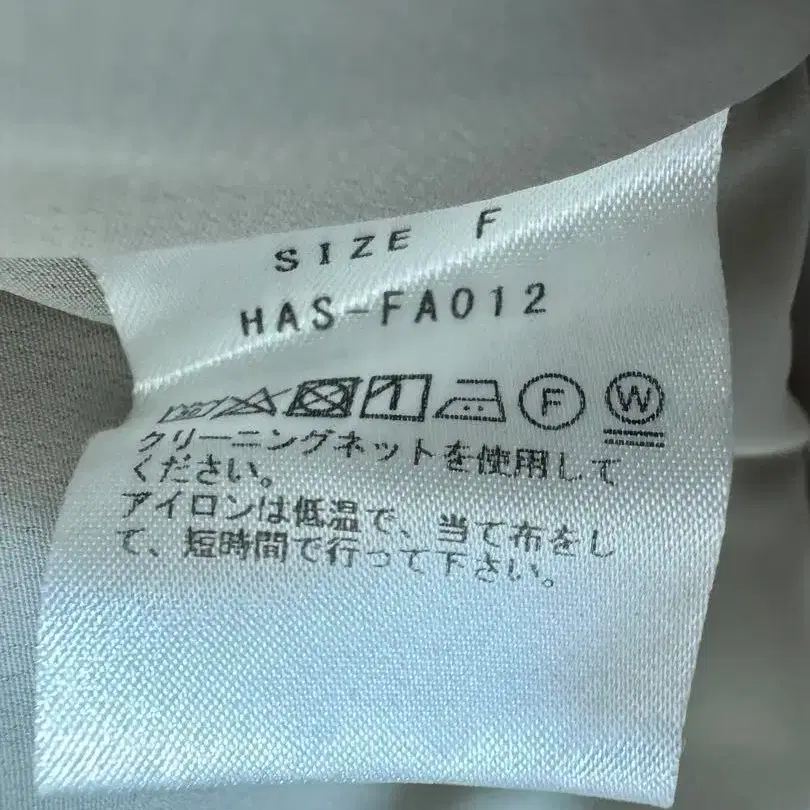 SIZE F
HAS-FA012
F W
クリーニングネットを使用して
ください。
アイロンは低温で、当て布をし
て、短時間で行って下さい。